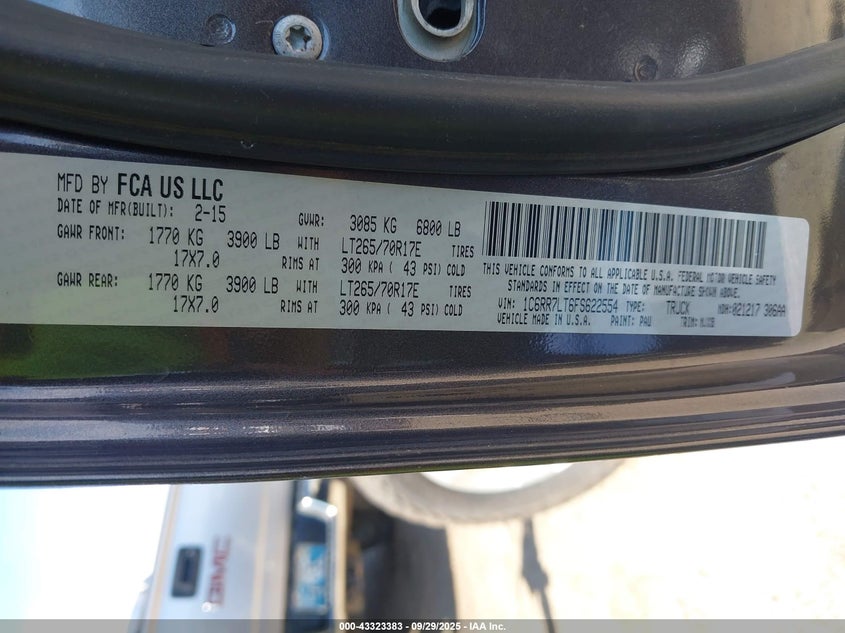 MFD BY FCA US LLC
DATE OF MFR(BUILT): 2-15 GVWR: 3085 KG 6800 LB
GAWR FRONT: 1770 KG 3900 LB WITH LT265/70R17E TIRES
17X7.0 RIMS AT 300 KPA ( 43 PSI) COLD
GAWR REAR: 1770 KG 3900 LB WITH LT265/70R17E TIRES
17X7.0 RIMS AT 300 KPA ( 43 PSI) COLD
THIS VEHICLE CONFORMS TO ALL APPLICABLE U.S.A. FEDERAL MOTOR VEHICLE SAFETY
STANDARDS IN EFFECT ON THE DATE OF MANUFACTURE SHOWN ABOVE.
VIN: 1C6RR7LT6FS622554 TYPE: TRUCK MDH:021217 306AA
VEHICLE MADE IN U.S.A. PAINT: PAU TRIM:
GMC
000-43323383 - 09/29/2025 - IAA Inc.